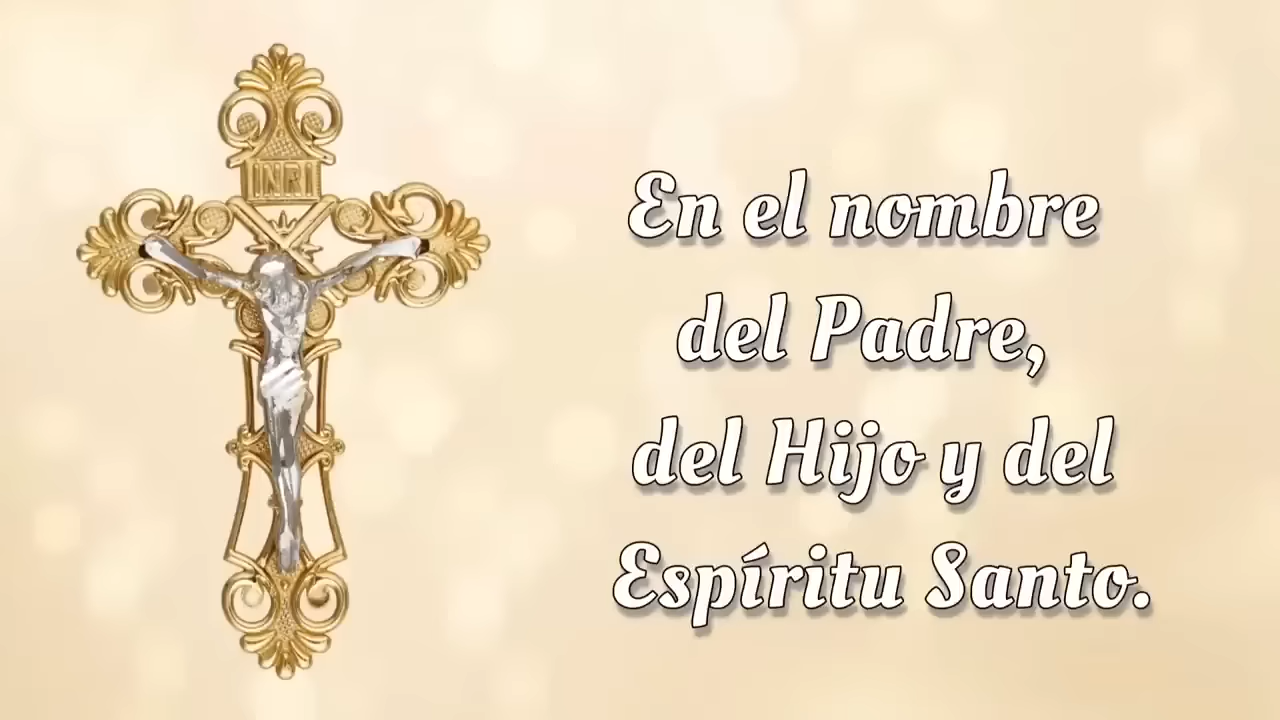 INRI
En el nombre
del Padre,
del Hijo y del
Espíritu Santo.